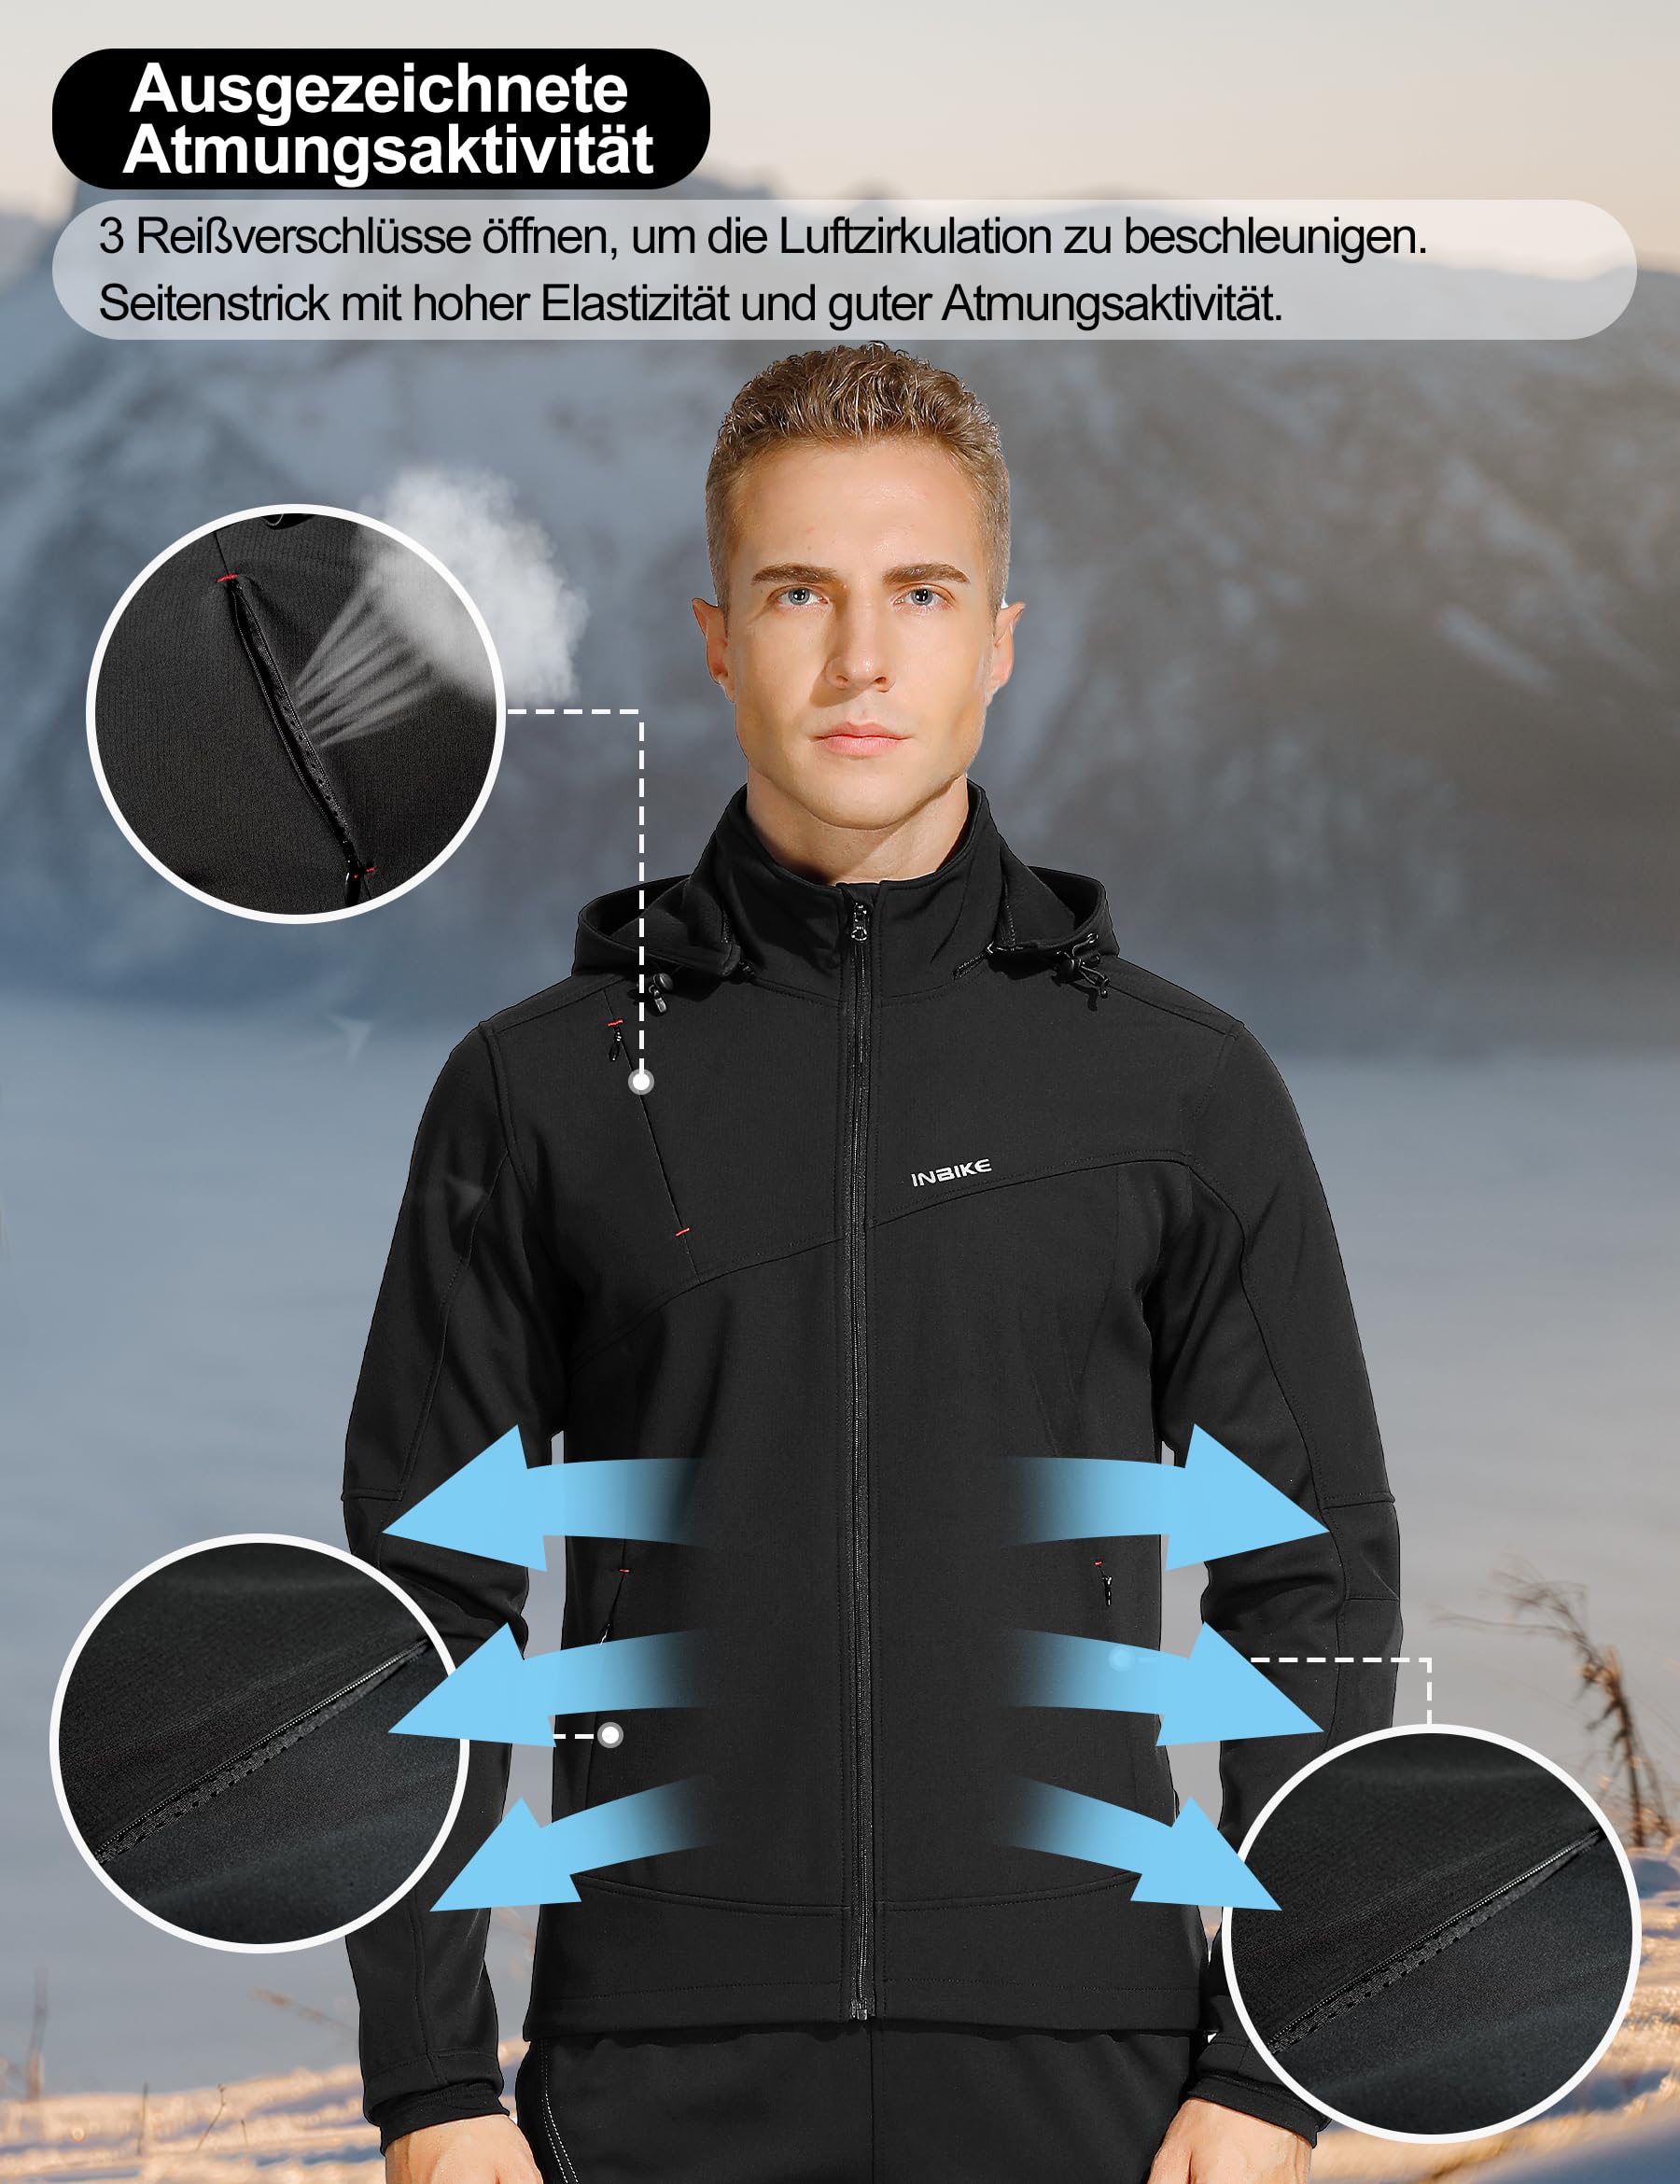 Ausgezeichnete
Atmungsaktivität
3 Reißverschlüsse öffnen, um die Luftzirkulation zu beschleunigen.
Seitenstrick mit hoher Elastizität und guter Atmungsaktivität.
INBIKE